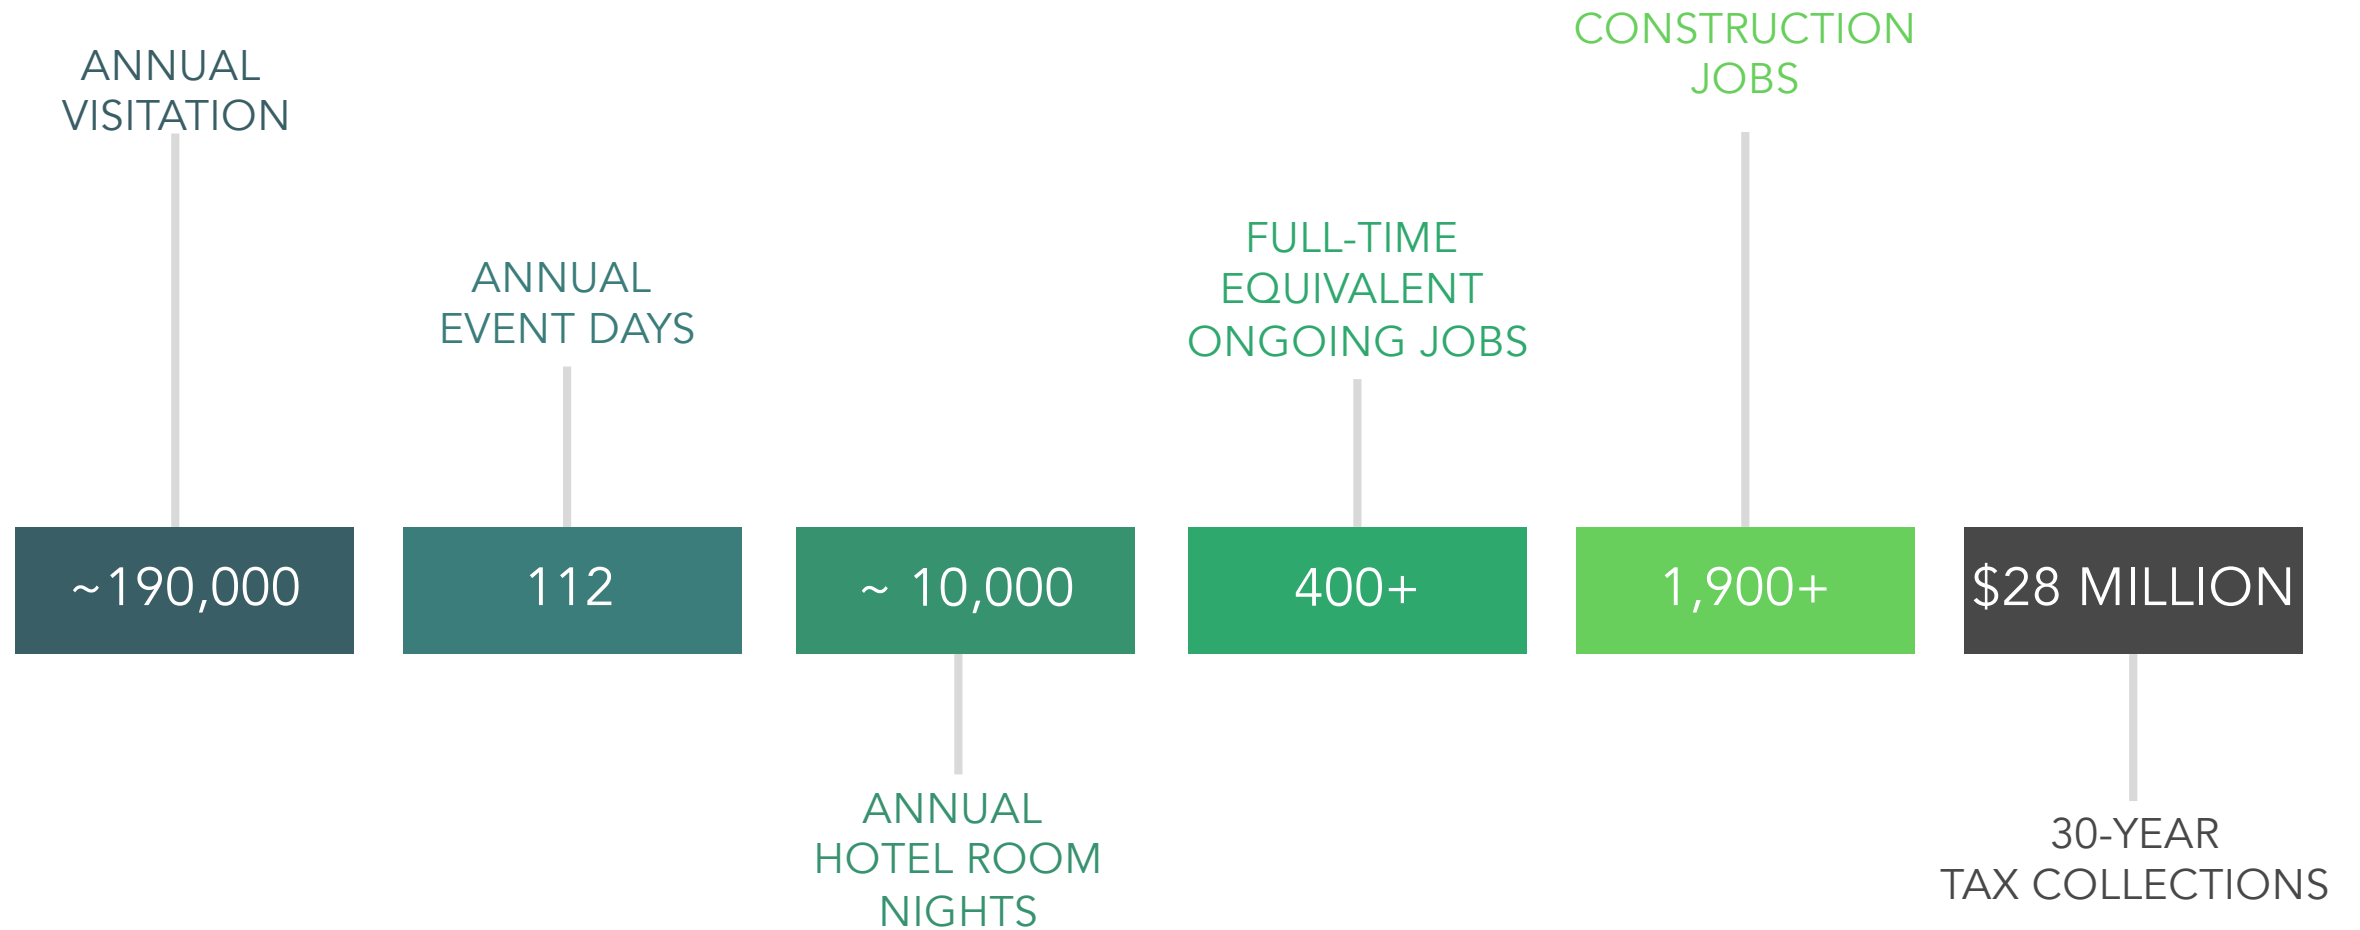 ANNUAL
VISITATION
~190,000
ANNUAL
EVENT DAYS
112
~ 10,000
ANNUAL
HOTEL ROOM
NIGHTS
FULL-TIME
EQUIVALENT
ONGOING JOBS
400+
CONSTRUCTION
JOBS
1,900+
$28 MILLION
30-YEAR
TAX COLLECTIONS